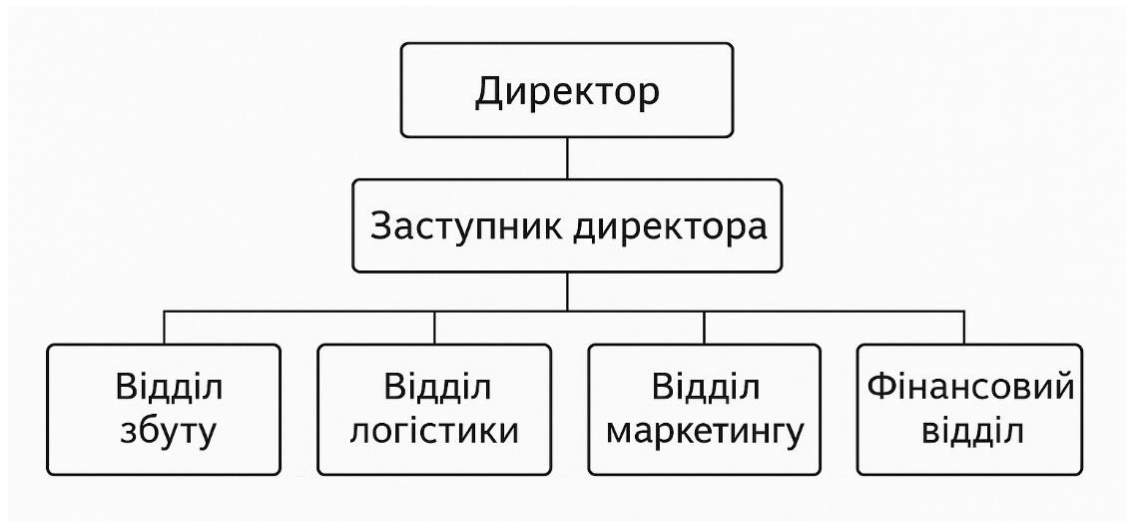 Директор
Заступник директора
Відділ
збуту
Відділ
логістики
Відділ
маркетингу
Фінансовий
відділ